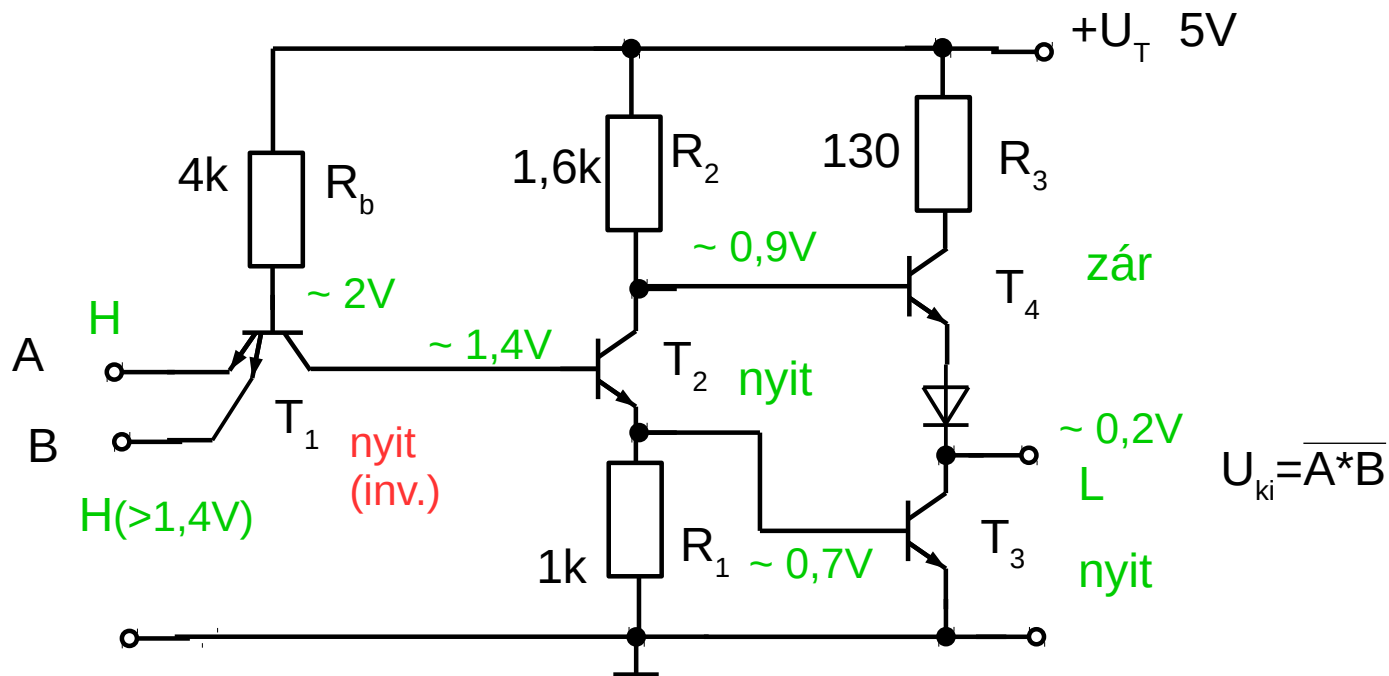 +U_T 5V
4k
R_b
1,6k
R_2
130
R_3
~ 0,9V
zár
T_4
~ 2V
H
A
~ 1,4V
T_2
nyit
B
T_1
nyit
(inv.)
~ 0,2V
L
U_ki=A*B
H(>1,4V)
1k
R_1
~ 0,7V
T_3
nyit